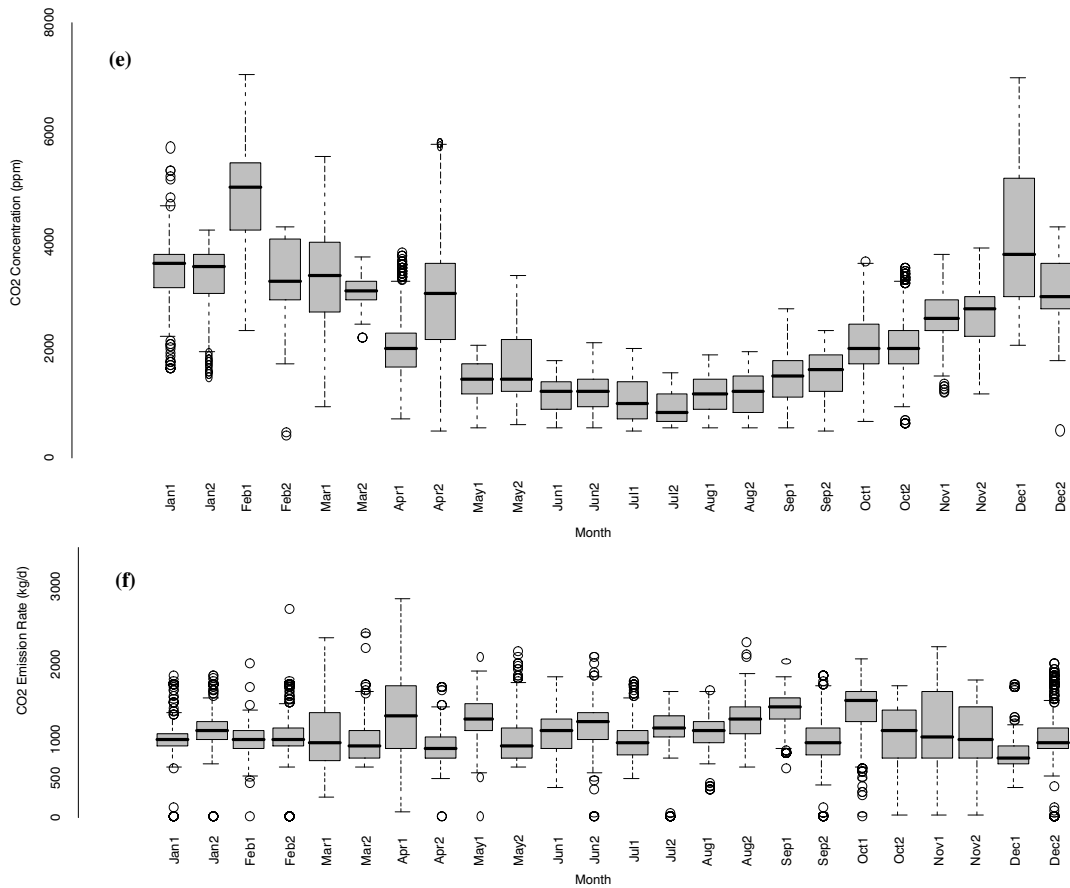 (e)
CO2 Concentration (ppm)
8000
6000
4000
2000
0
Jan1 Jan2 Feb1 Feb2 Mar1 Mar2 Apr1 Apr2 May1 May2 Jun1 Jun2 Jul1 Jul2 Aug1 Aug2 Sep1 Sep2 Oct1 Oct2 Nov1 Nov2 Dec1 Dec2
Month
(f)
CO2 Emission Rate (kg/d)
3000
2000
1000
500
0
Jan1 Jan2 Feb1 Feb2 Mar1 Mar2 Apr1 Apr2 May1 May2 Jun1 Jun2 Jul1 Jul2 Aug1 Aug2 Sep1 Sep2 Oct1 Oct2 Nov1 Nov2 Dec1 Dec2
Month